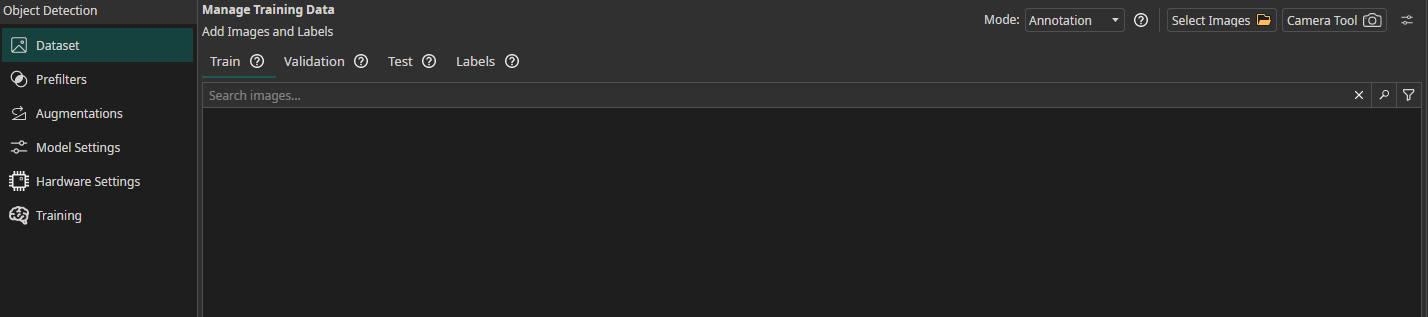 Object Detection
Dataset
Prefilters
Augmentations
Model Settings
Hardware Settings
Training
Manage Training Data
Add Images and Labels
Mode: Annotation Select Images Camera Tool
Train Validation Test Labels
Search images...